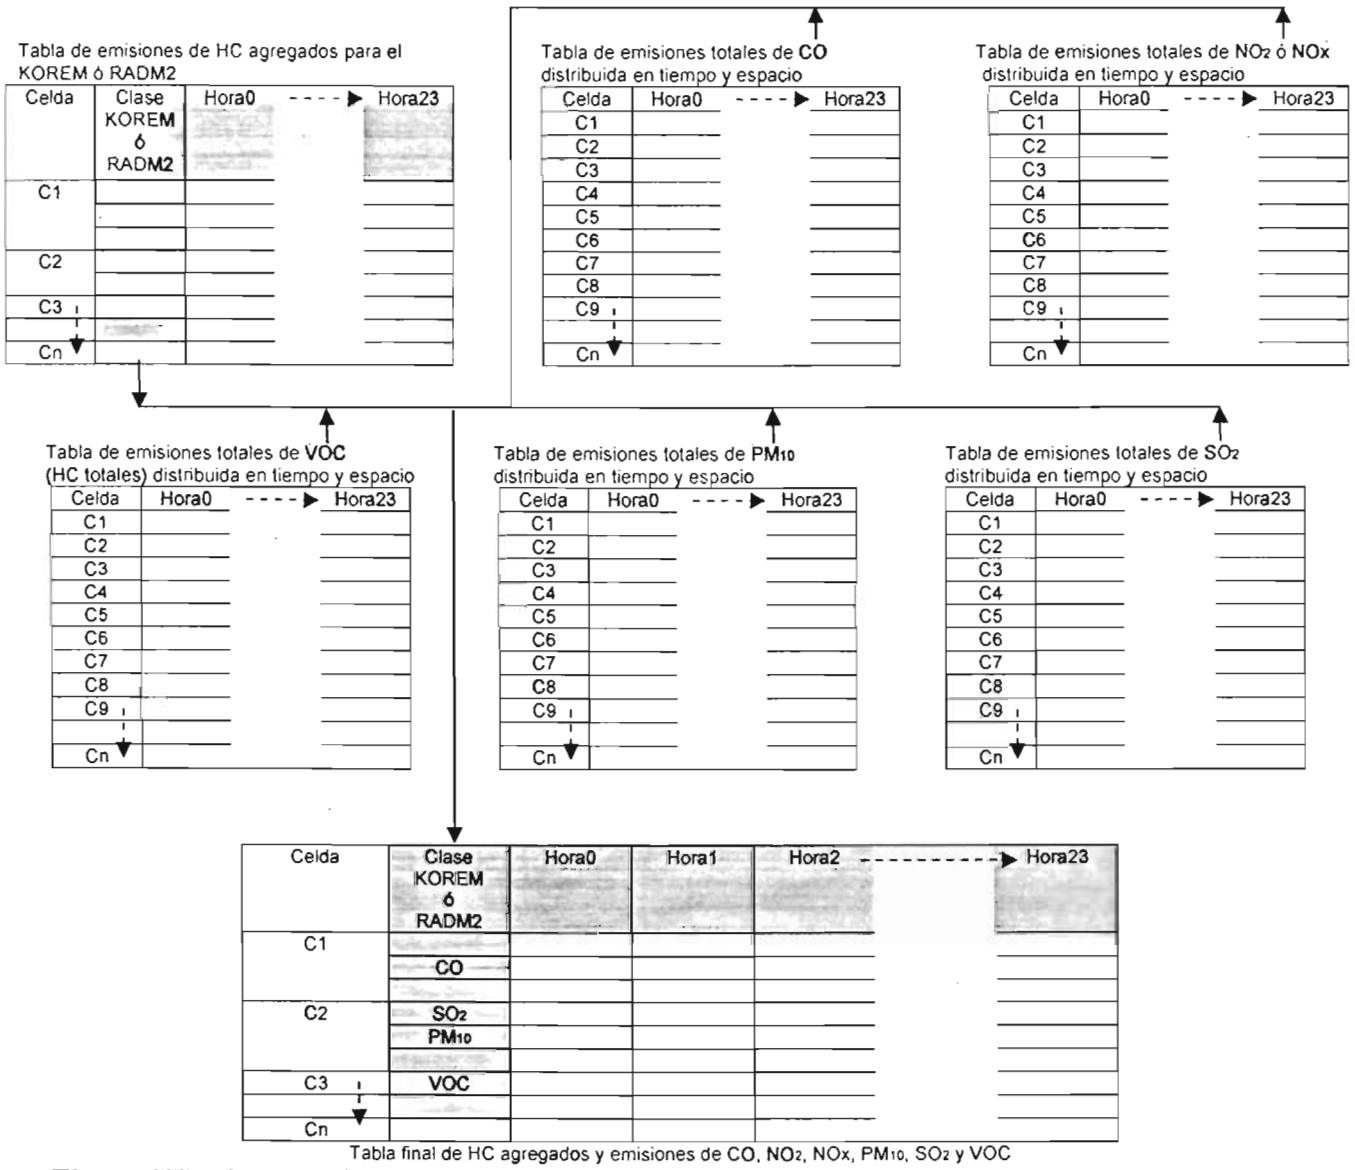 Tabla de emisiones de HC agregados para el
KOREM ó RADM2
Celda Clase Hora0 Hora23
KOREM
ó
RADM2
C1
C2
C3
Cn
Tabla de emisiones totales de CO
distribuida en tiempo y espacio
Celda Hora0 Hora23
C1
C2
C3
C4
C5
C6
C7
C8
C9
Cn
Tabla de emisiones totales de NO2 ó NOx
distribuida en tiempo y espacio
Celda Hora0 Hora23
C1
C2
C3
C4
C5
C6
C7
C8
C9
Cn
Tabla de emisiones totales de VOC
(HC totales) distribuida en tiempo y espacio
Celda Hora0 Hora23
C1
C2
C3
C4
C5
C6
C7
C8
C9
Cn
Tabla de emisiones totales de PM10
distribuida en tiempo y espacio
Celda Hora0 Hora23
C1
C2
C3
C4
C5
C6
C7
C8
C9
Cn
Tabla de emisiones totales de SO2
distribuida en tiempo y espacio
Celda Hora0 Hora23
C1
C2
C3
C4
C5
C6
C7
C8
C9
Cn
Celda Clase Hora0 Hora1 Hora2 Hora23
KOREM
ó
RADM2
C1
CO
C2 SO2
PM10
C3 VOC
Cn
Tabla final de HC agregados y emisiones de CO, NO2, NOx, PM10, SO2 y VOC